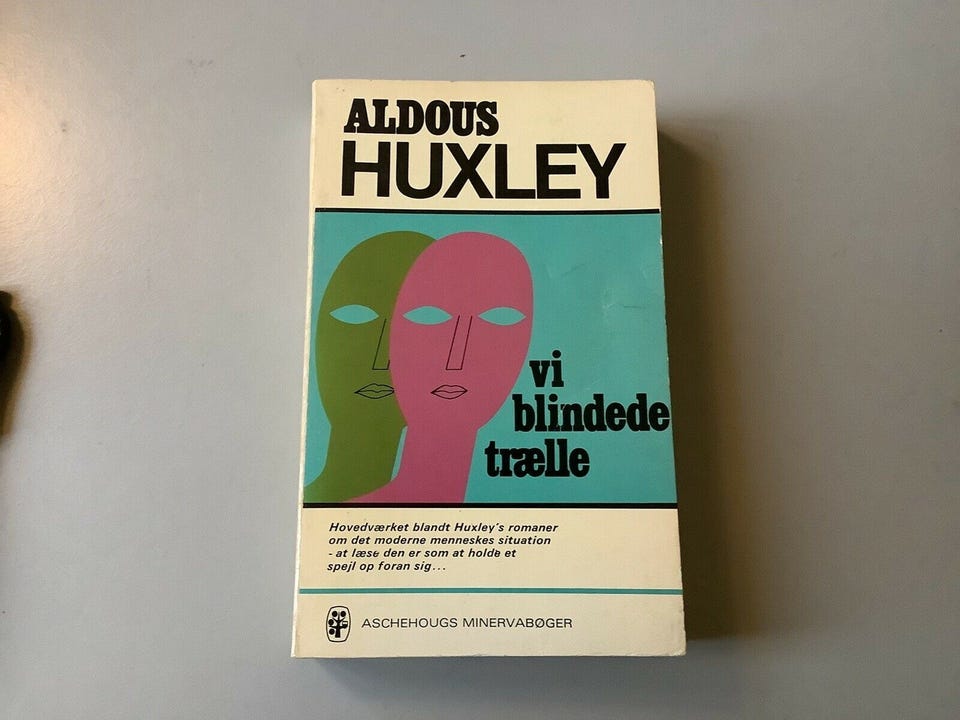 ALDOUS
HUXLEY
vi
blindede
trælle
Hovedværket blandt Huxley's romaner
om det moderne menneskes situation
- at læse den er som at holde et
spejl op foran sig...
ASCHEHOUGS MINERVABØGER